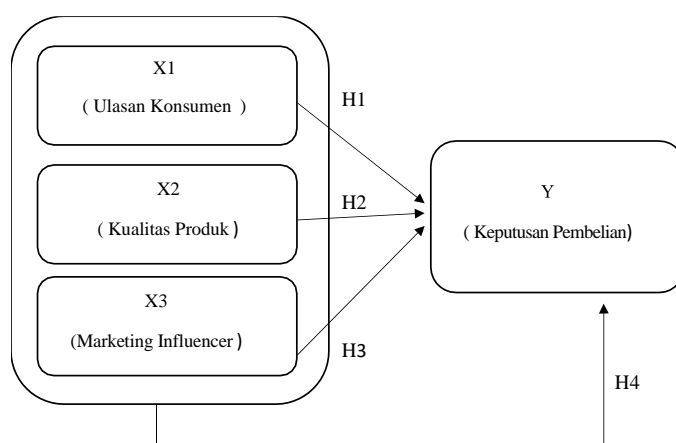 X1
( Ulasan Konsumen )
H1
X2
( Kualitas Produk )
H2
X3
(Marketing Influencer )
H3
Y
( Keputusan Pembelian)
H4